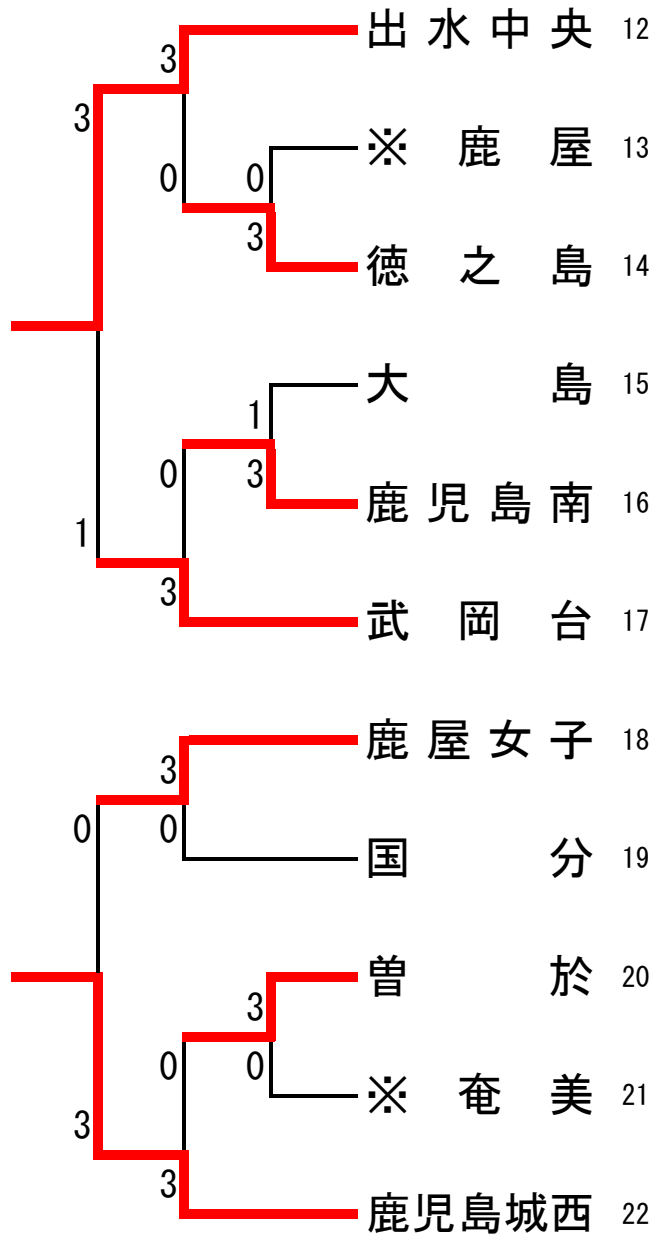 出水中央 12
3
3
※ 鹿屋 13
0 0
3
徳之島 14
大島 15
1
0 3
鹿児島南 16
1
3
武岡台 17
鹿屋女子 18
3
0 0
国分 19
曽於 20
3
0 0
※ 奄美 21
3
3
鹿児島城西 22